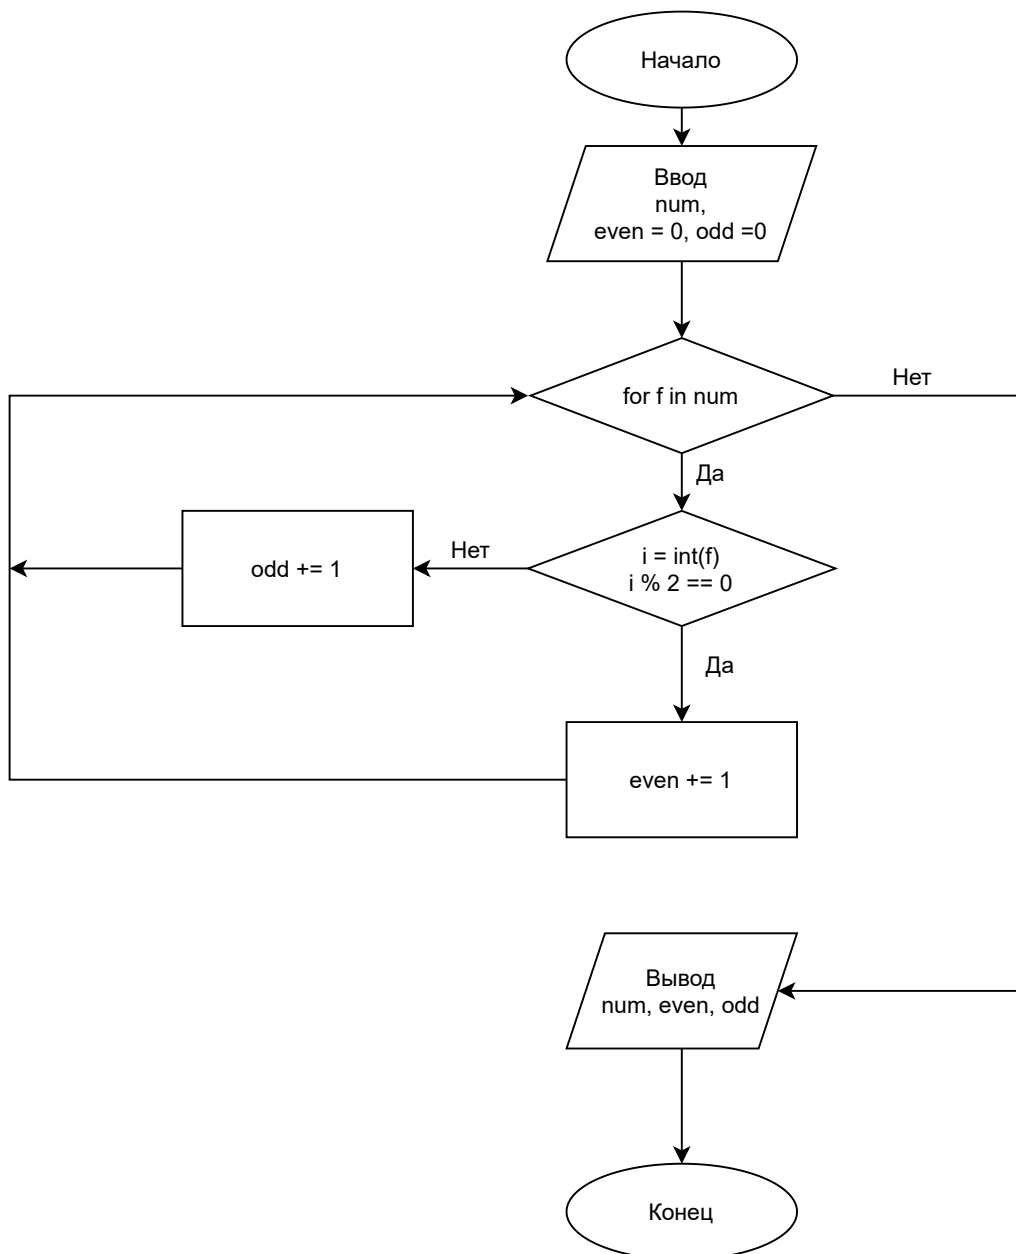 Начало
Ввод
num,
even = 0, odd =0
for f in num
Нет
Да
i = int(f)
i % 2 == 0
Нет
odd += 1
Да
even += 1
Вывод
num, even, odd
Конец